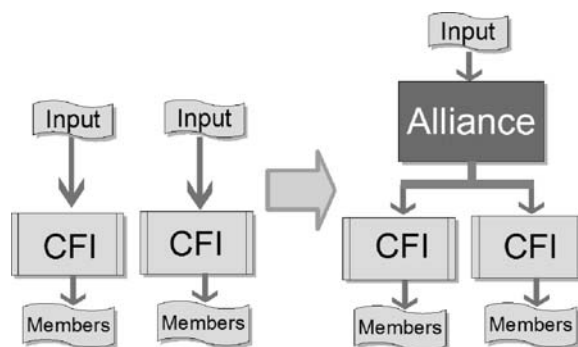 Input
Alliance
Input
Input
CFI
CFI
CFI
CFI
Members
Members
Members
Members